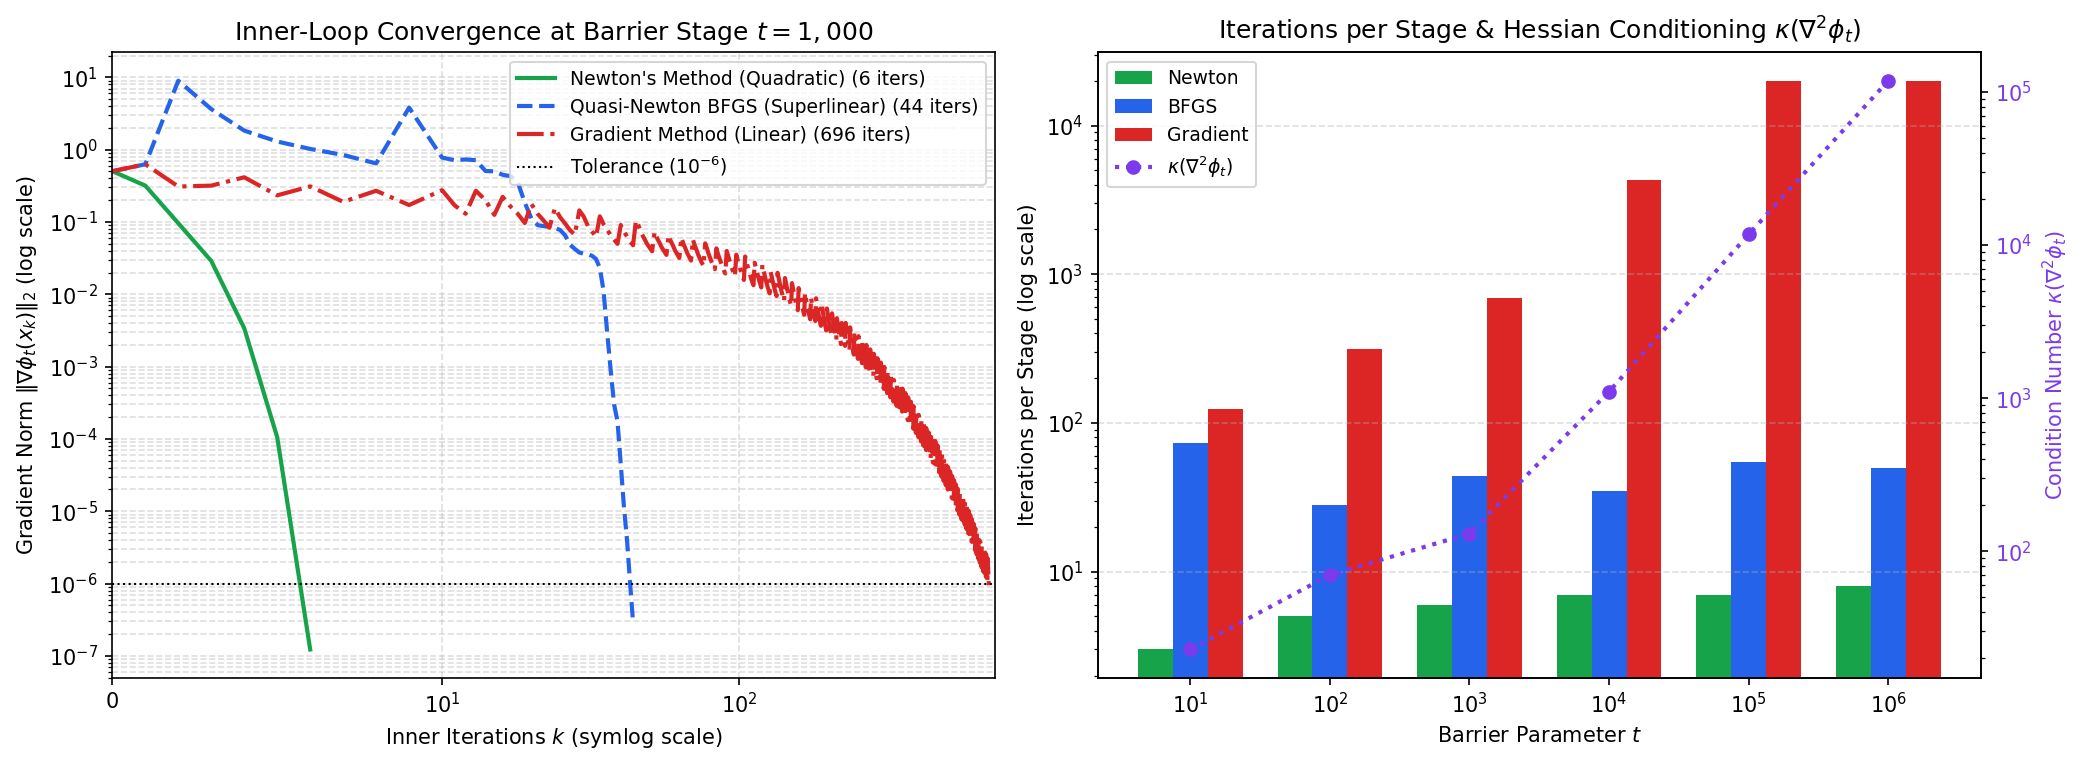 Inner-Loop Convergence at Barrier Stage t = 1, 000
Newton's Method (Quadratic) (6 iters)
Quasi-Newton BFGS (Superlinear) (44 iters)
Gradient Method (Linear) (696 iters)
Tolerance (10⁻⁶)
Gradient Norm ‖∇ϕₜ(xₖ)‖₂ (log scale)
10¹
10⁰
10⁻¹
10⁻²
10⁻³
10⁻⁴
10⁻⁵
10⁻⁶
10⁻⁷
0
10¹
10²
Inner Iterations k (symlog scale)
Iterations per Stage & Hessian Conditioning κ(∇²ϕₜ)
Newton
BFGS
Gradient
κ(∇²ϕₜ)
Iterations per Stage (log scale)
10⁴
10³
10²
10¹
10¹
10²
10³
10⁴
10⁵
10⁶
Barrier Parameter t
10⁵
10⁴
10³
10²
Condition Number κ(∇²ϕₜ)